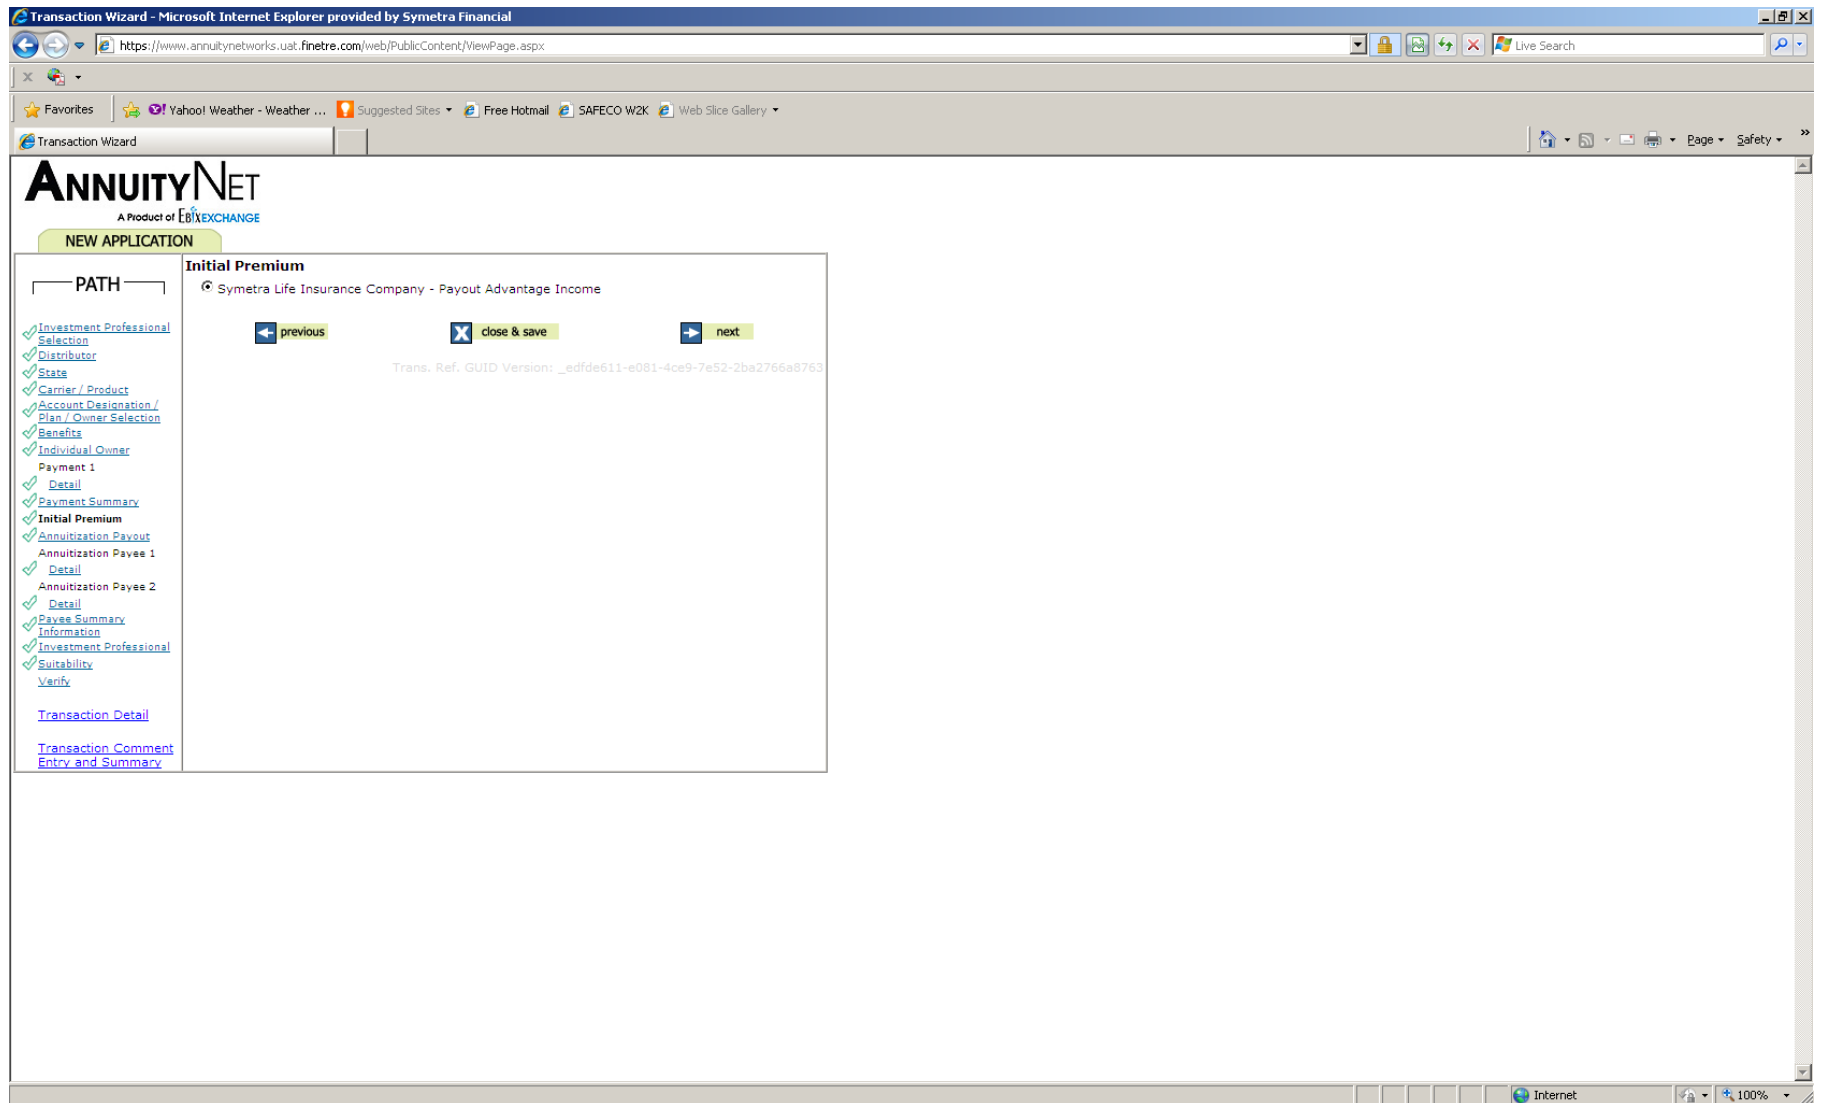 Transaction Wizard - Microsoft Internet Explorer provided by Symetra Financial
https://www.annuitynetworks.uat.finetre.com/web/PublicContent/ViewPage.aspx
Live Search
Favorites
Yahoo! Weather - Weather ...
Suggested Sites
Free Hotmail
SAFECO W2K
Web Slice Gallery
Transaction Wizard
Page
Safety
ANNUITYNET
A Product of EBIXEXCHANGE
NEW APPLICATION
PATH
Investment Professional
Selection
Distributor
State
Carrier / Product
Account Designation /
Plan / Owner Selection
Benefits
Individual Owner
Payment 1
Detail
Payment Summary
Initial Premium
Annuitization Payout
Annuitization Payee 1
Detail
Annuitization Payee 2
Detail
Payee Summary
Information
Investment Professional
Suitability
Verify
Transaction Detail
Transaction Comment
Entry and Summary
Initial Premium
Symetra Life Insurance Company - Payout Advantage Income
previous
close & save
next
Trans. Ref. GUID Version: _edfde611-e081-4ce9-7e52-2ba2766a8763
Internet
100%